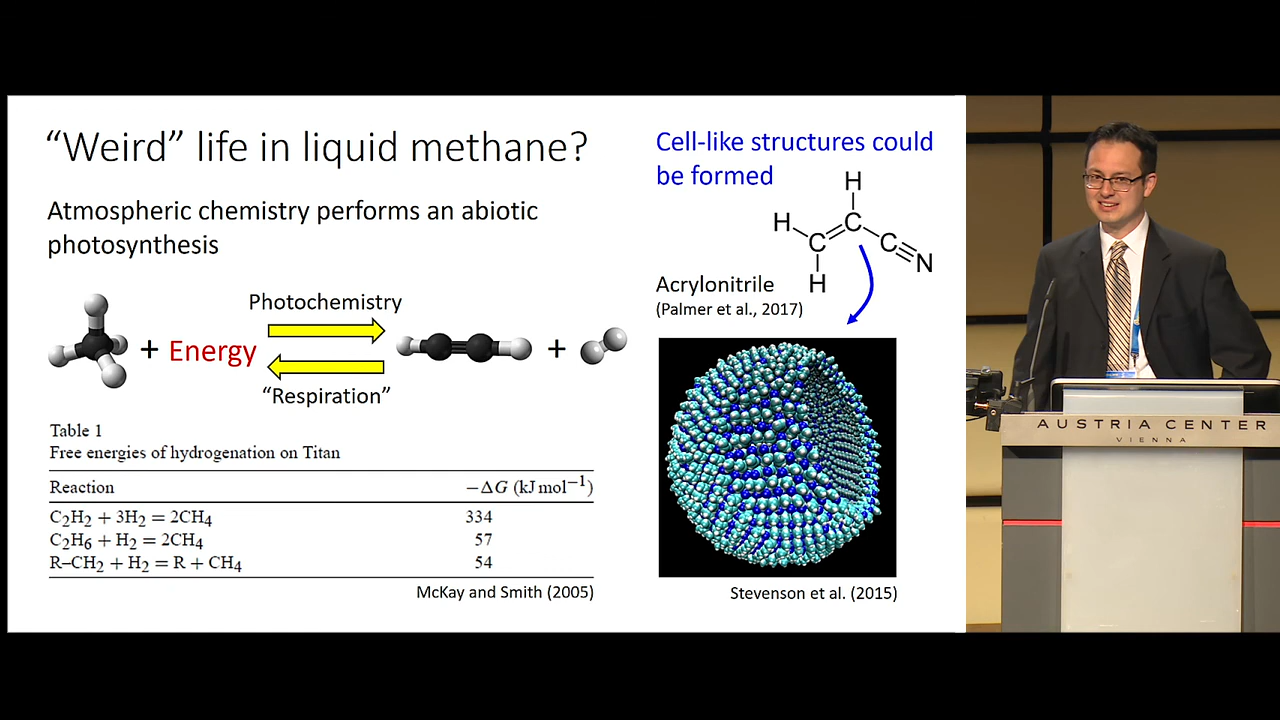 “Weird” life in liquid methane?
Atmospheric chemistry performs an abiotic
photosynthesis
Photochemistry
+ Energy
+
“Respiration”
Table 1
Free energies of hydrogenation on Titan
Reaction −ΔG (kJ mol⁻¹)
C₂H₂ + 3H₂ = 2CH₄ 334
C₂H₆ + H₂ = 2CH₄ 57
R–CH₂ + H₂ = R + CH₄ 54
McKay and Smith (2005)
Cell-like structures could
be formed
H
H
C
C
C
N
H
Acrylonitrile
(Palmer et al., 2017)
Stevenson et al. (2015)
AUSTRIA CENTER
VIENNA